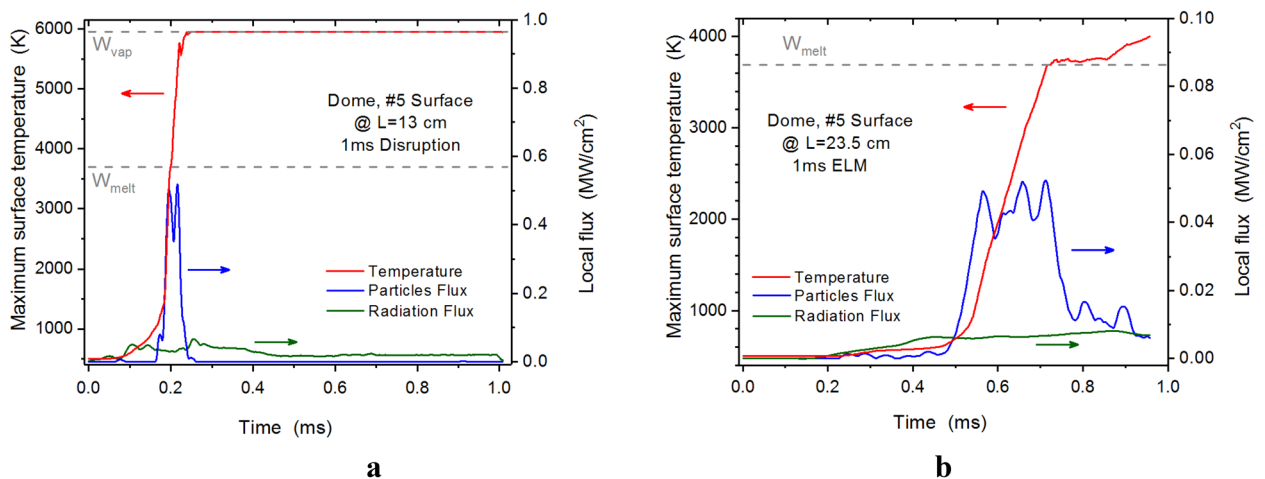 Maximum surface temperature (K)
6000
5000
4000
3000
2000
1000
W_vap
W_melt
Dome, #5 Surface
@ L=13 cm
1ms Disruption
Temperature
Particles Flux
Radiation Flux
1.0
0.8
0.6
0.4
0.2
0.0
Local flux (MW/cm²)
0.0 0.2 0.4 0.6 0.8 1.0
Time (ms)
a
Maximum surface temperature (K)
4000
3000
2000
1000
W_melt
Dome, #5 Surface
@ L=23.5 cm
1ms ELM
Temperature
Particles Flux
Radiation Flux
0.10
0.08
0.06
0.04
0.02
0.00
Local flux (MW/cm²)
0.0 0.2 0.4 0.6 0.8 1.0
Time (ms)
b